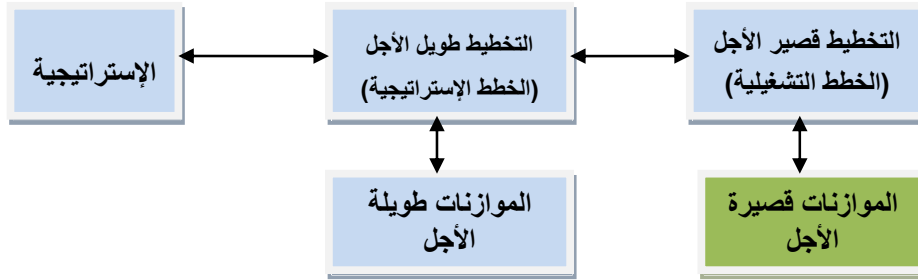 التخطيط قصير الأجل
(الخطط التشغيلية)
التخطيط طويل الأجل
(الخطط الإستراتيجية)
الإستراتيجية
الموازنات قصيرة
الأجل
الموازنات طويلة
الأجل